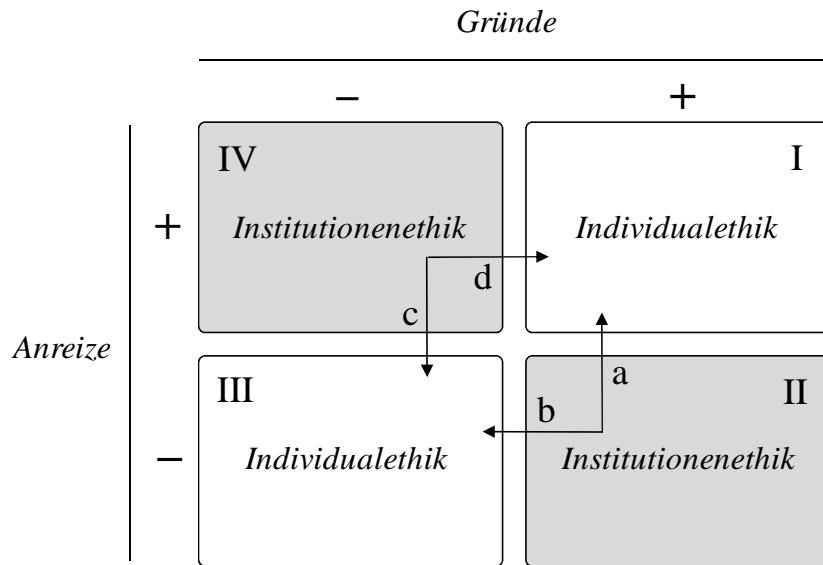 Gründe
– +
IV I
+ Institutionenethik Individualethik
d
c
Anreize
III a II
b
– Individualethik Institutionenethik